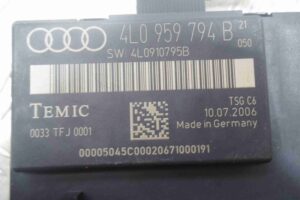 4L0 959 794 B 21
050
SW 4L0910795B
TEMIC
0033 TFJ 0001
TSG C6
10.07.2006
Made in Germany
00005045C00020671000191